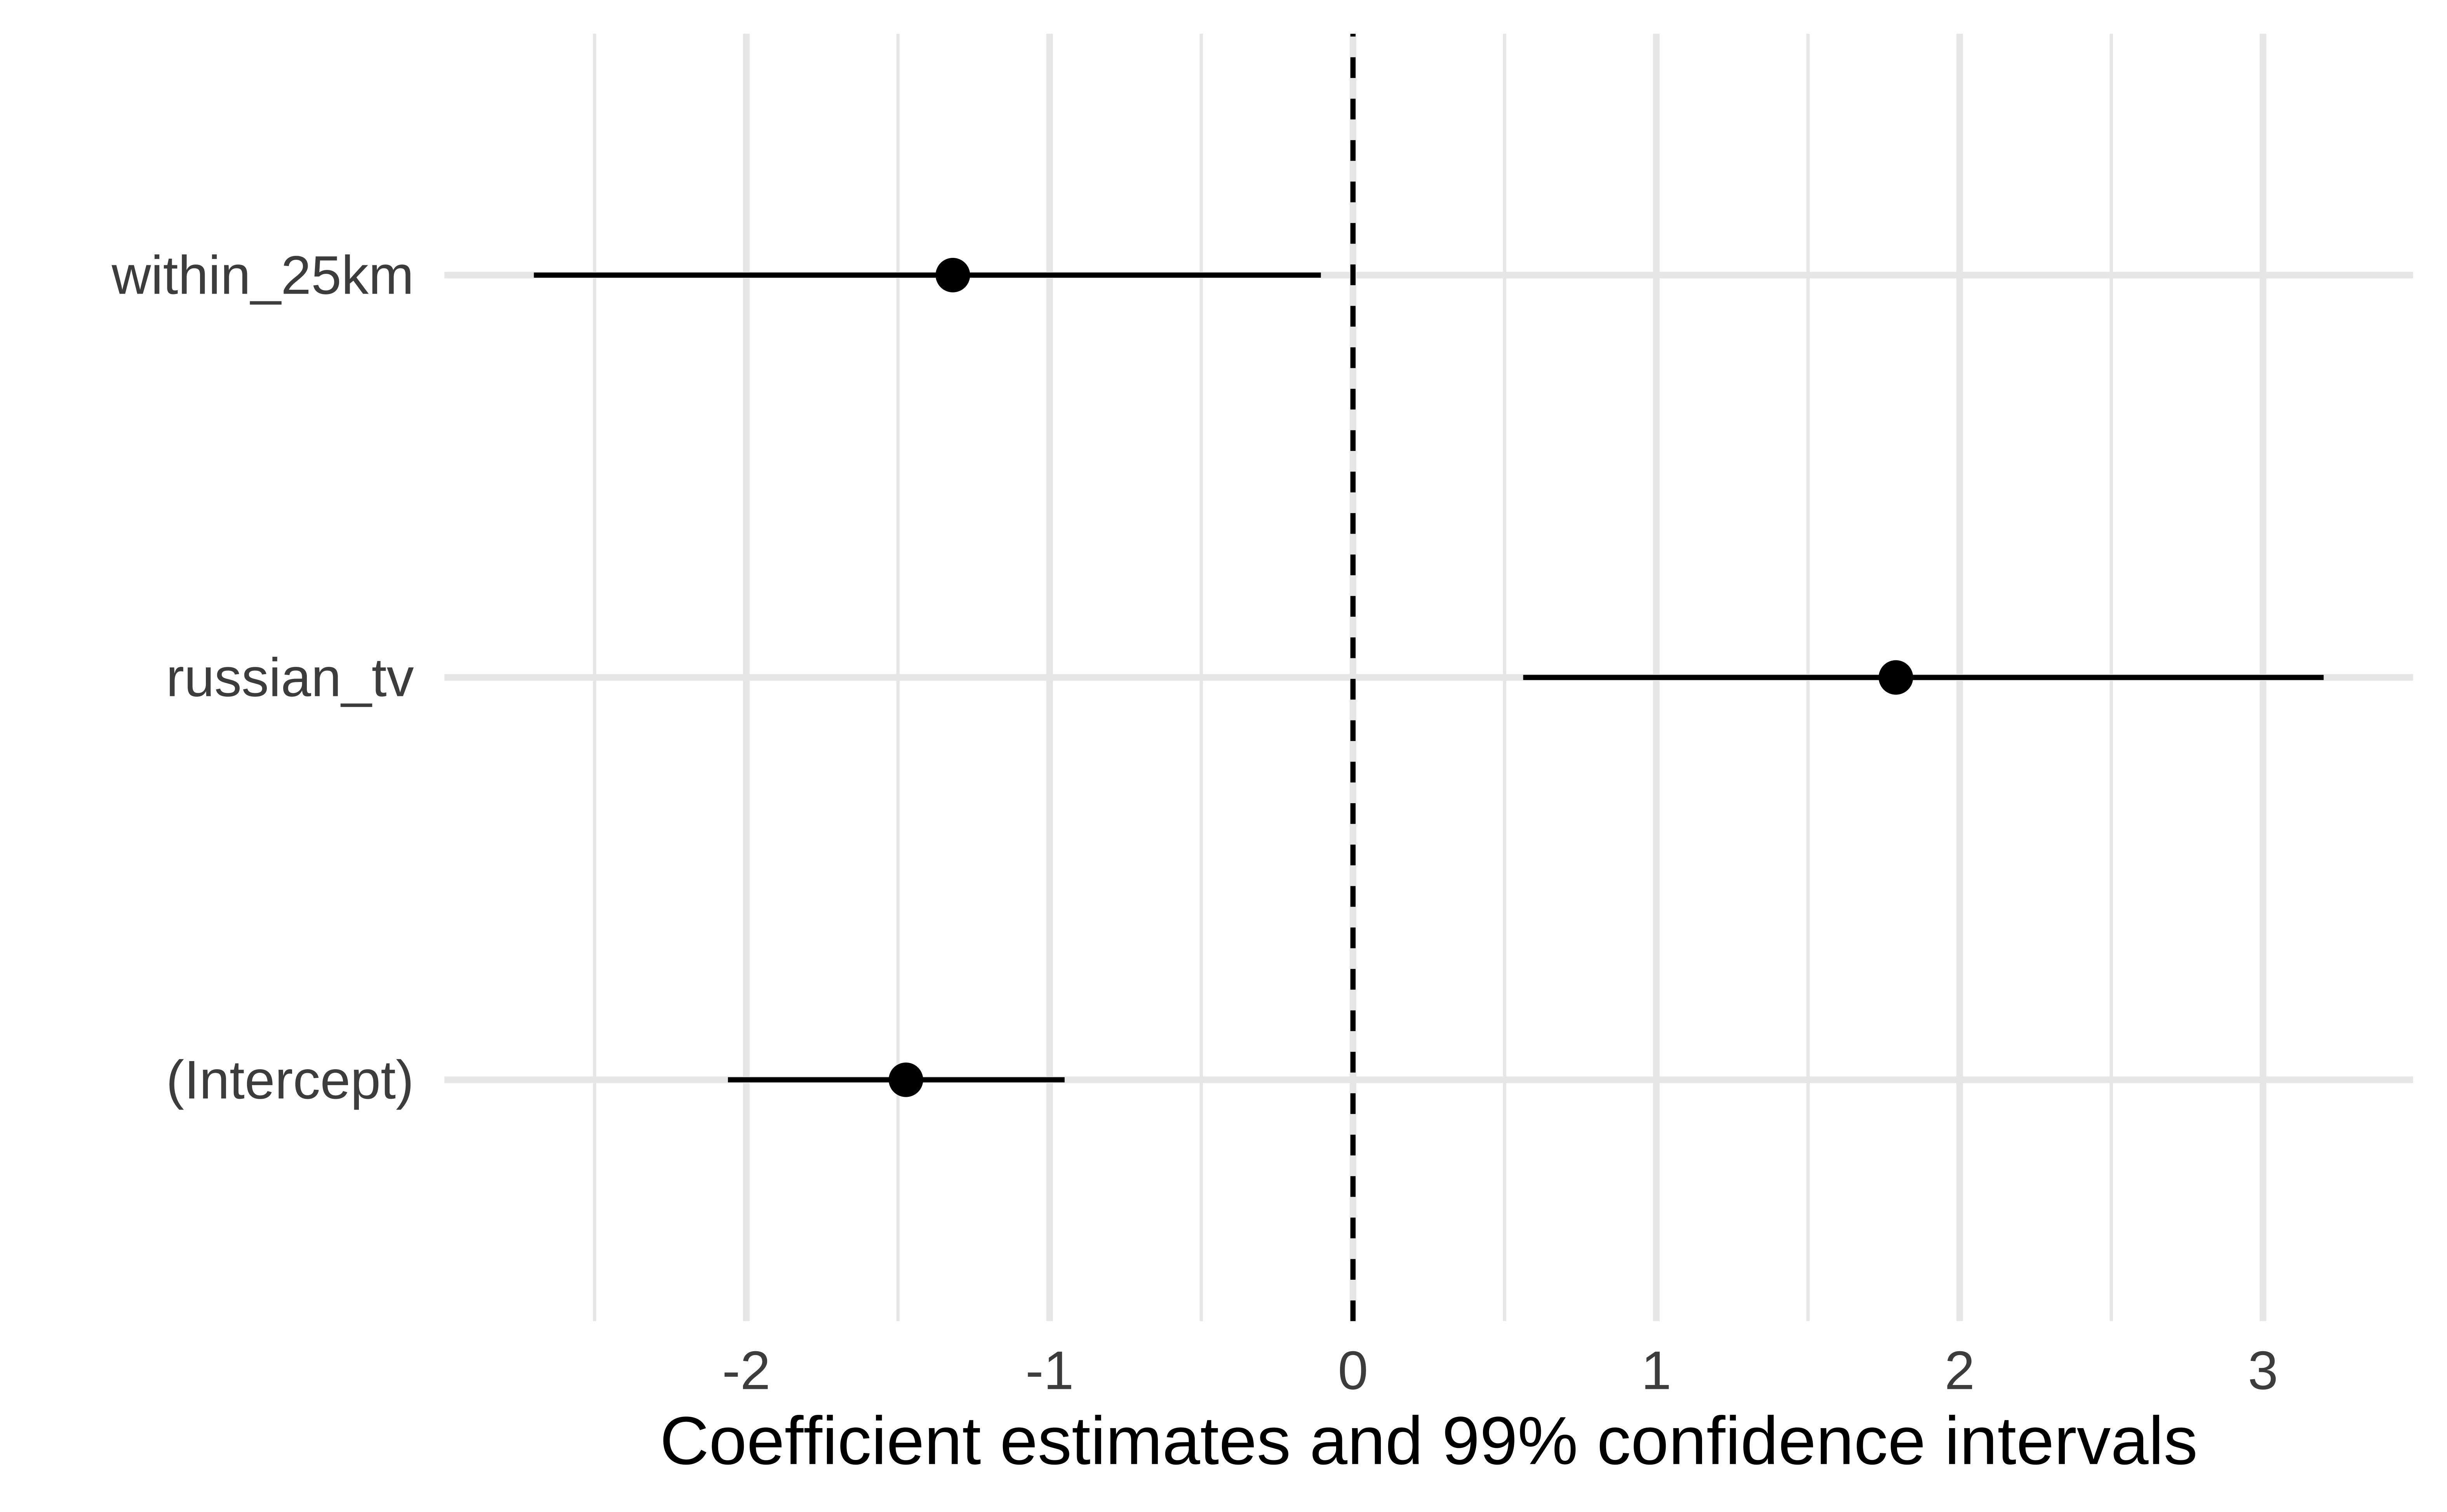 within_25km
russian_tv
(Intercept)
-2 -1 0 1 2 3
Coefficient estimates and 99% confidence intervals